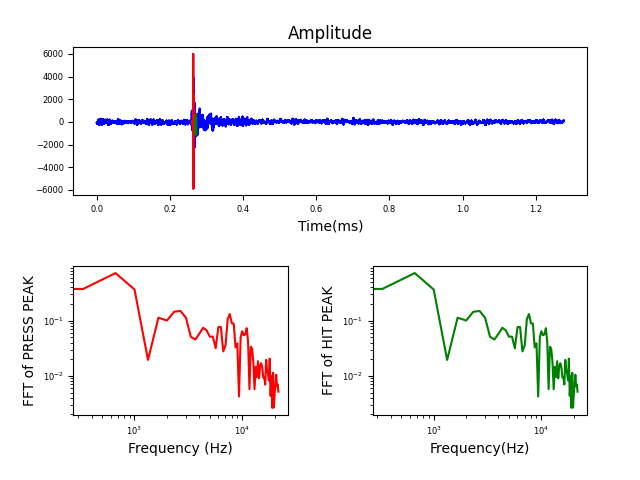 Amplitude
6000
4000
2000
0
−2000
−4000
−6000
0.0 0.2 0.4 0.6 0.8 1.0 1.2
Time(ms)
FFT of PRESS PEAK
10⁻¹
10⁻²
10³ 10⁴
Frequency (Hz)
FFT of HIT PEAK
10⁻¹
10⁻²
10³ 10⁴
Frequency(Hz)